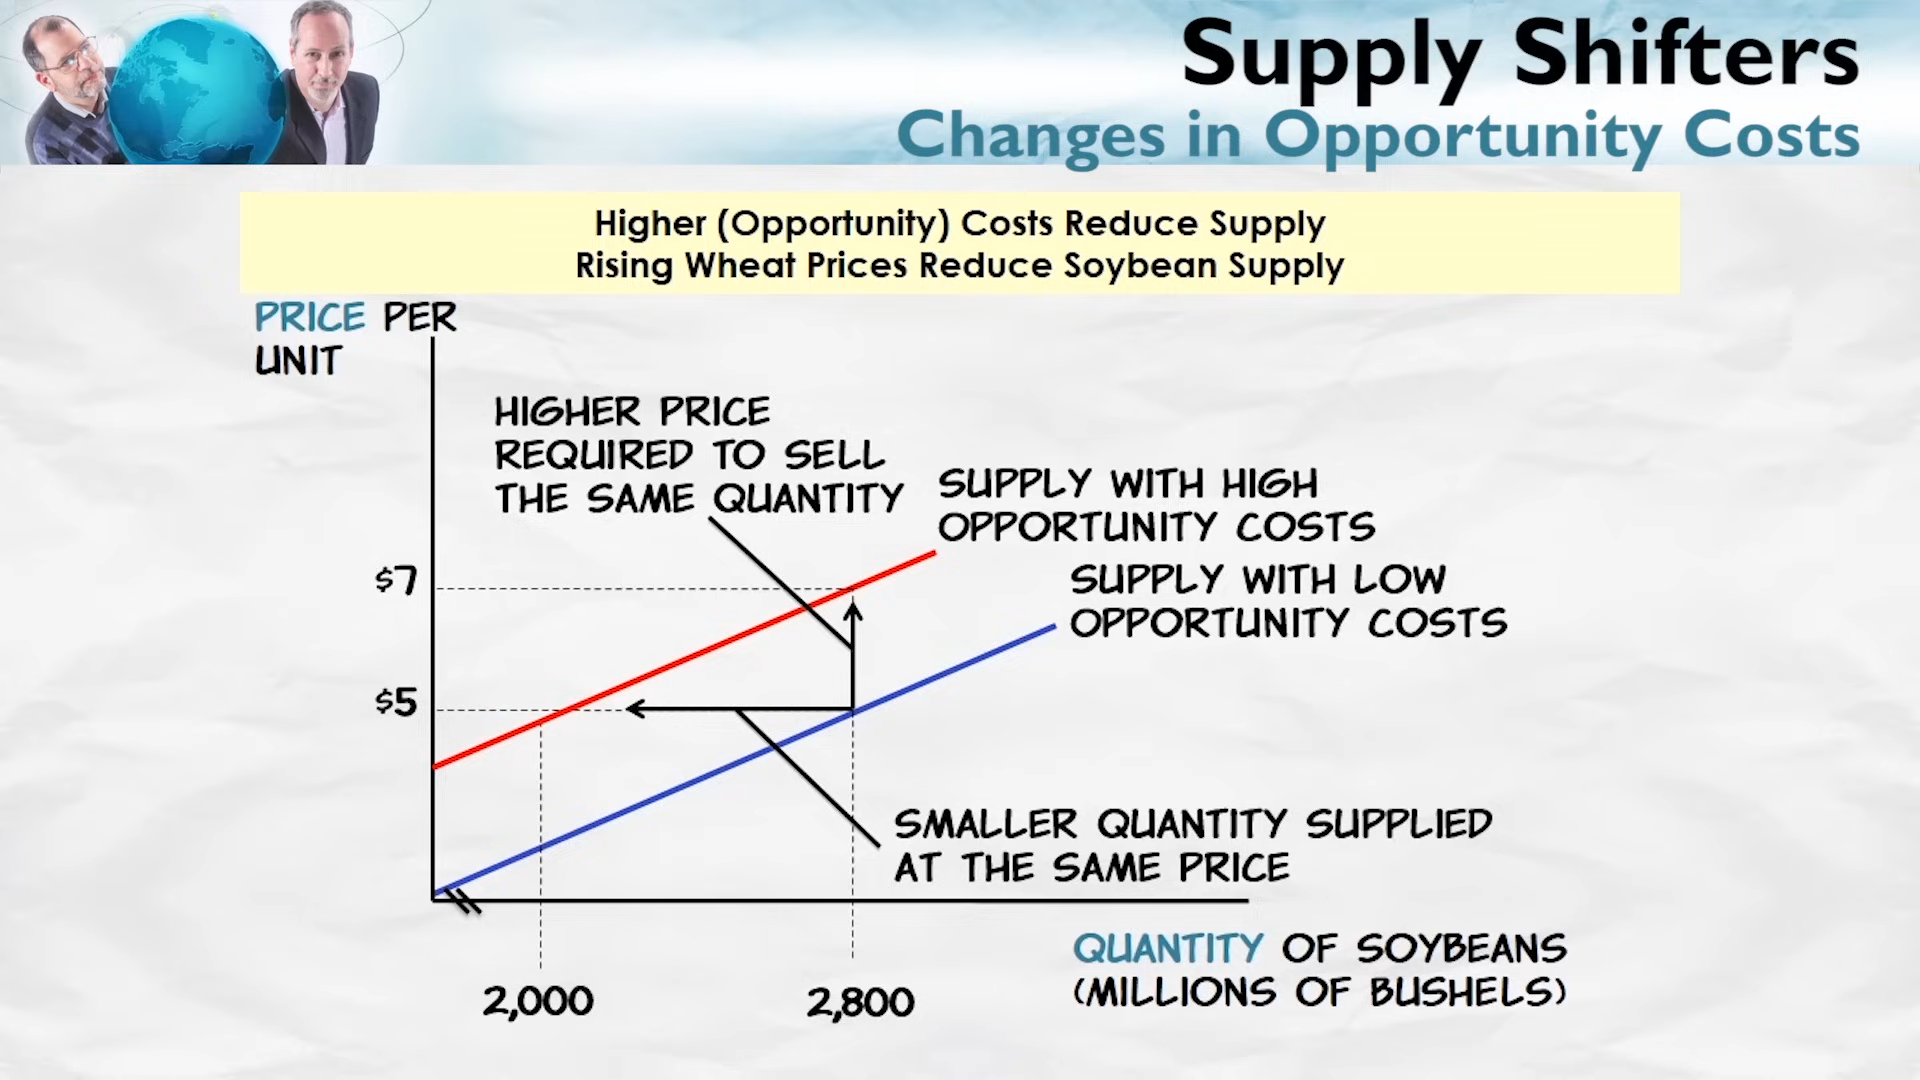 Supply Shifters
Changes in Opportunity Costs
Higher (Opportunity) Costs Reduce Supply
Rising Wheat Prices Reduce Soybean Supply
PRICE PER
UNIT
HIGHER PRICE
REQUIRED TO SELL
THE SAME QUANTITY
SUPPLY WITH HIGH
OPPORTUNITY COSTS
SUPPLY WITH LOW
OPPORTUNITY COSTS
$7
$5
SMALLER QUANTITY SUPPLIED
AT THE SAME PRICE
QUANTITY OF SOYBEANS
(MILLIONS OF BUSHELS)
2,000
2,800